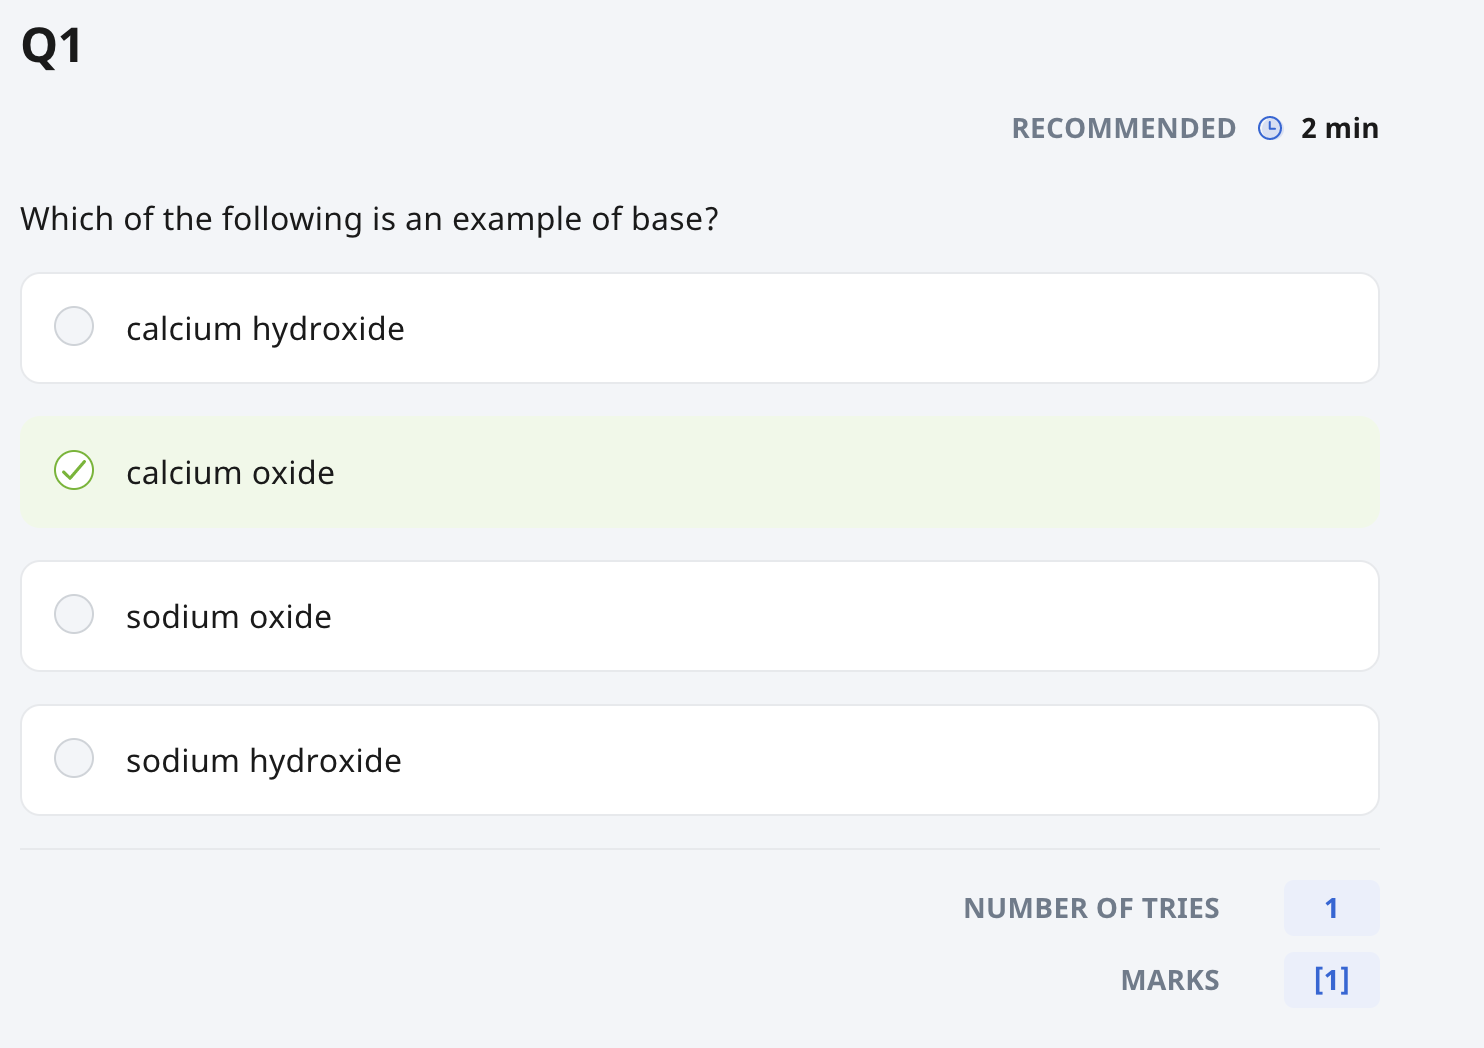 Q1
RECOMMENDED 2 min
Which of the following is an example of base?
calcium hydroxide
calcium oxide
sodium oxide
sodium hydroxide
NUMBER OF TRIES 1
MARKS [1]